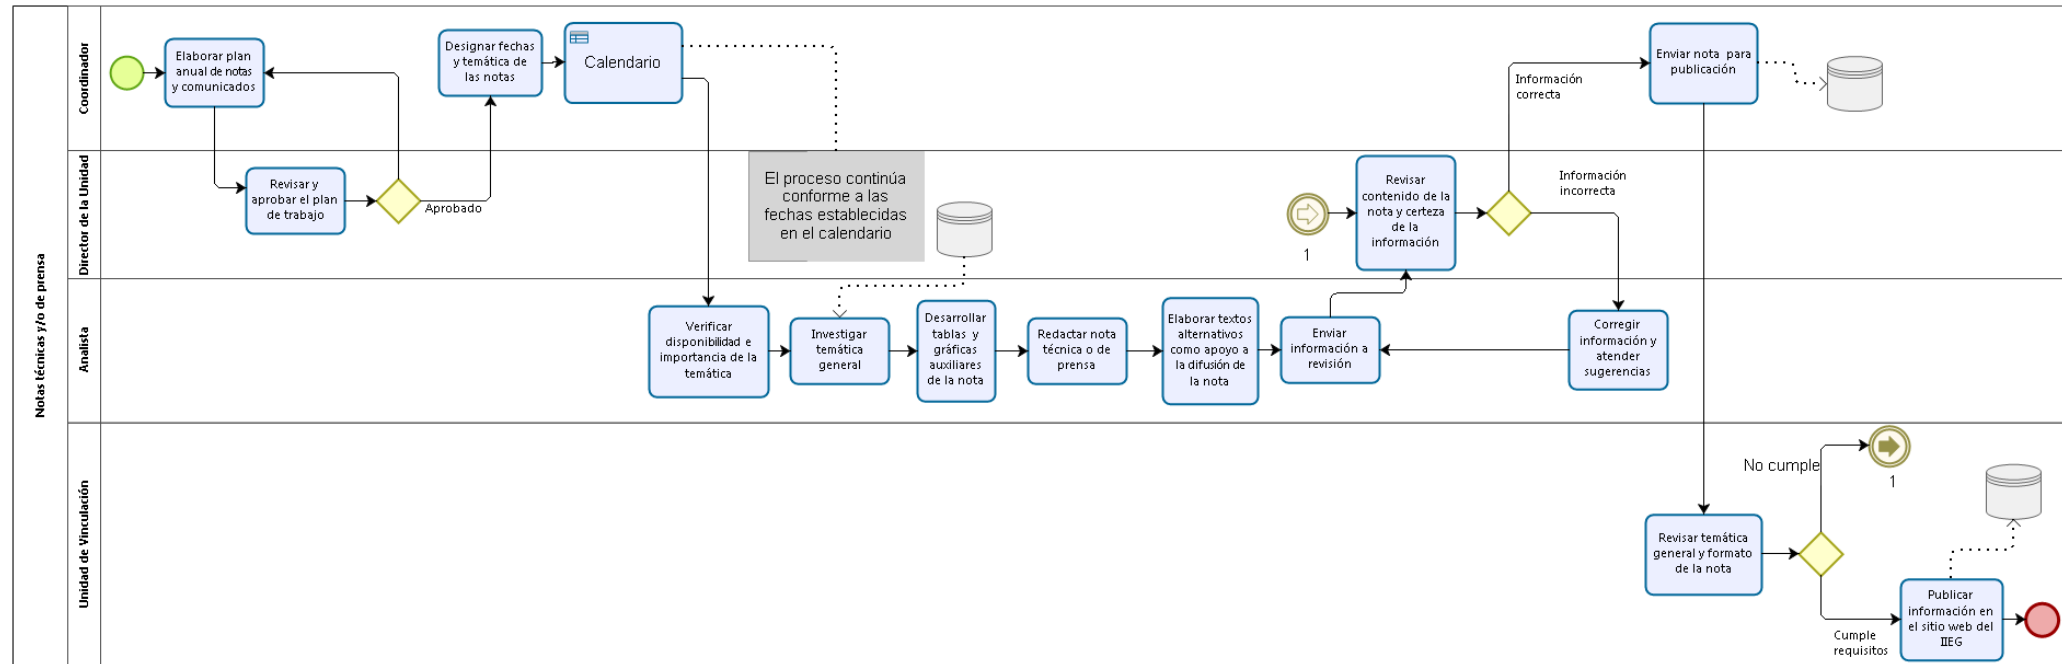 Notas técnicas y/o de prensa
Coordinador
Elaborar plan
anual de notas
y comunicados
Designar fechas
y temática de
las notas
Calendario
Información
correcta
Enviar nota para
publicación
Director de la Unidad
Revisar y
aprobar el plan
de trabajo
Aprobado
El proceso continúa
conforme a las
fechas establecidas
en el calendario
1
Revisar
contenido de la
nota y certeza
de la
información
Información
incorrecta
Analista
Verificar
disponibilidad e
importancia de la
temática
Investigar
temática
general
Desarrollar
tablas y
gráficas
auxiliares
de la nota
Redactar nota
técnica o de
prensa
Elaborar textos
alternativos
como apoyo a
la difusión de
la nota
Enviar
información a
revisión
Corregir
información y
atender
sugerencias
Unidad de Vinculación
Revisar temática
general y formato
de la nota
No cumple
1
Cumple
requisitos
Publicar
información en
el sitio web del
IIEG